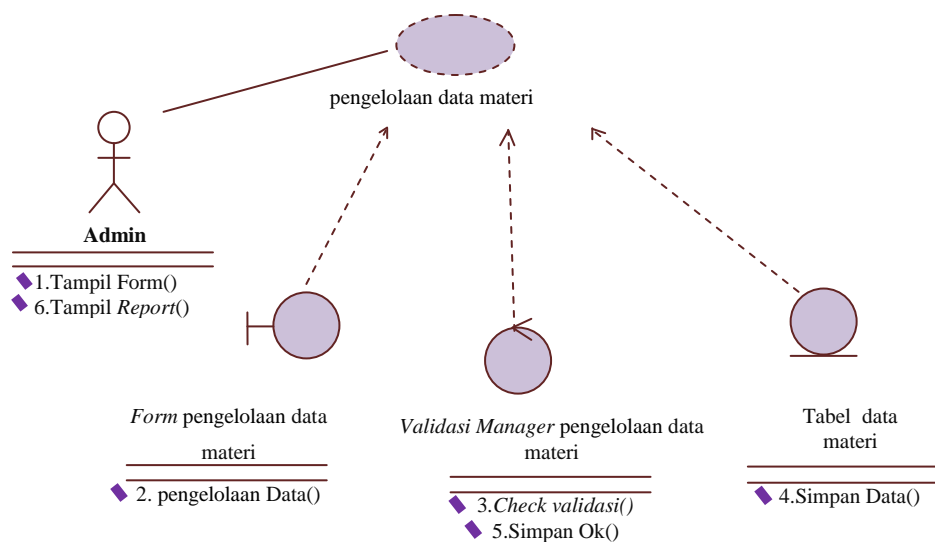 pengelolaan data materi
Admin
1.Tampil Form()
6.Tampil Report()
Form pengelolaan data
materi
2. pengelolaan Data()
Validasi Manager pengelolaan data
materi
3.Check validasi()
5.Simpan Ok()
Tabel data
materi
4.Simpan Data()